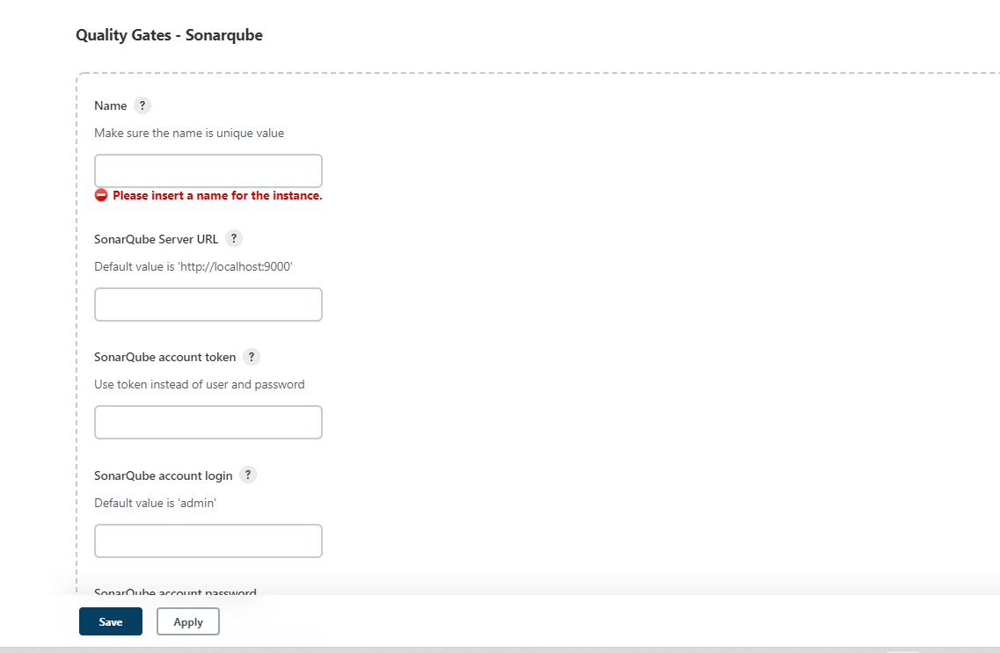 Quality Gates - Sonarqube
Name ?
Make sure the name is unique value
Please insert a name for the instance.
SonarQube Server URL ?
Default value is 'http://localhost:9000'
SonarQube account token ?
Use token instead of user and password
SonarQube account login ?
Default value is 'admin'
SonarQube account password
Save Apply